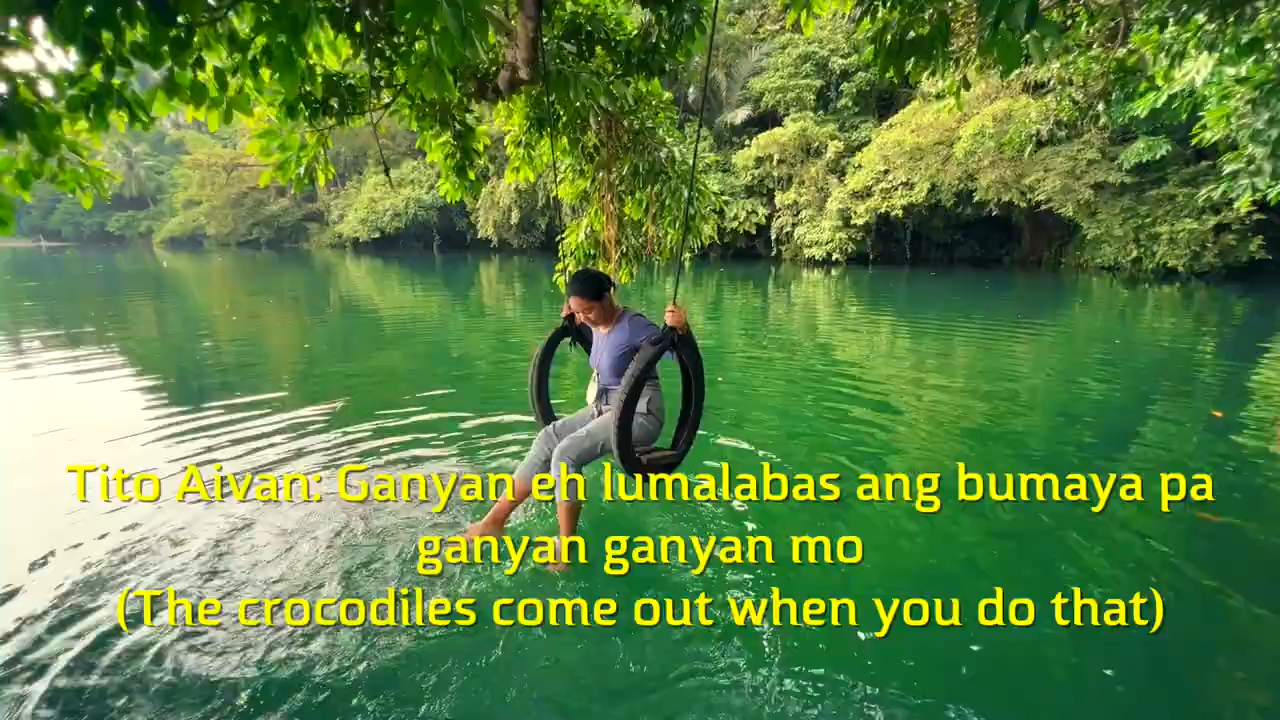 Tito Aivan: Ganyan eh lumalabas ang bumaya pa
ganyan ganyan mo
(The crocodiles come out when you do that)